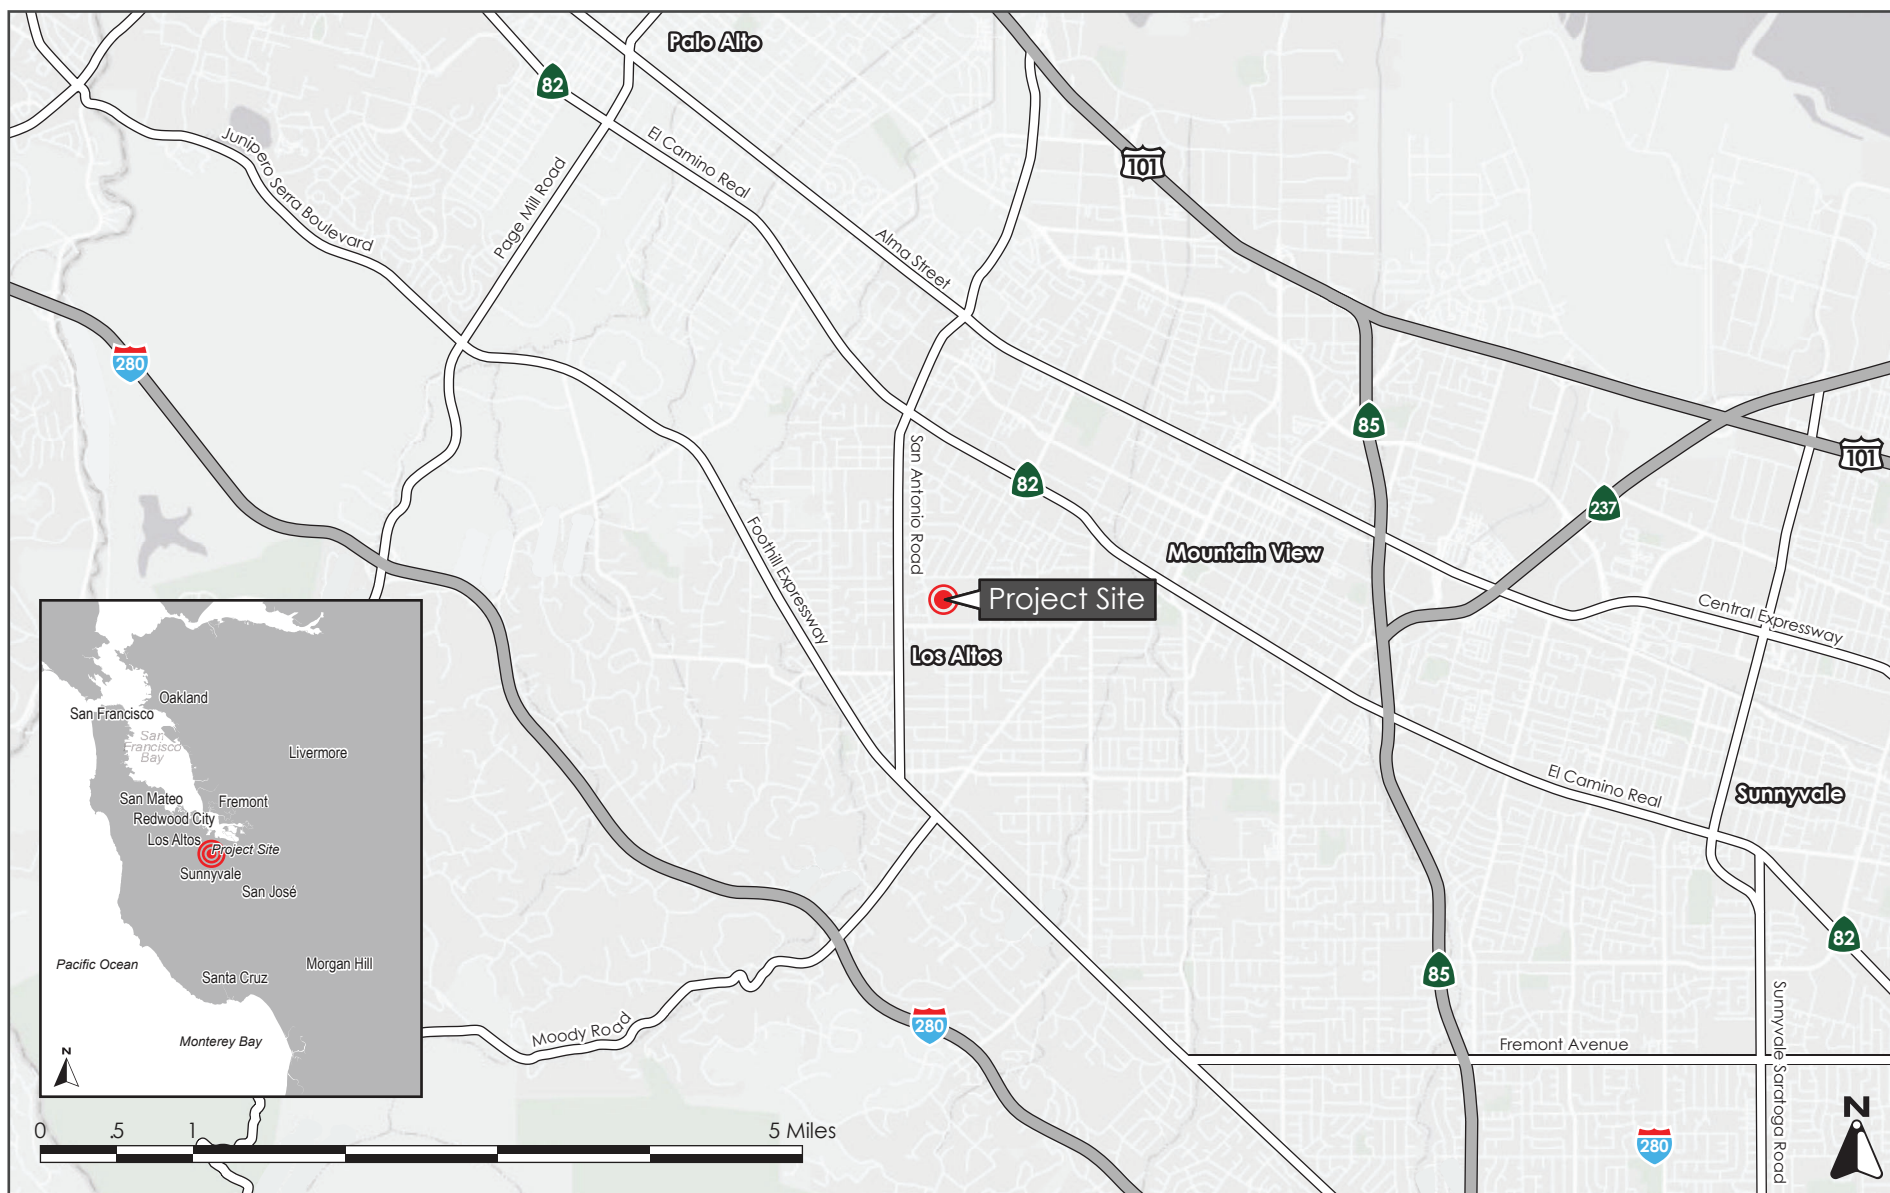 Palo Alto
82
El Camino Real
Junipero Serra Boulevard
Page Mill Road
Alma Street
101
280
85
San Antonio Road
82
101
237
Foothill Expressway
Mountain View
Project Site
Central Expressway
Los Altos
Oakland
San Francisco
San
Francisco
Bay
Livermore
San Mateo
Fremont
Redwood City
Los Altos
Project Site
Sunnyvale
San José
Pacific Ocean
Santa Cruz
Morgan Hill
Monterey Bay
N
El Camino Real
Sunnyvale
82
85
280
Moody Road
Fremont Avenue
Sunnyvale Saratoga Road
280
N
0 .5 1 5 Miles